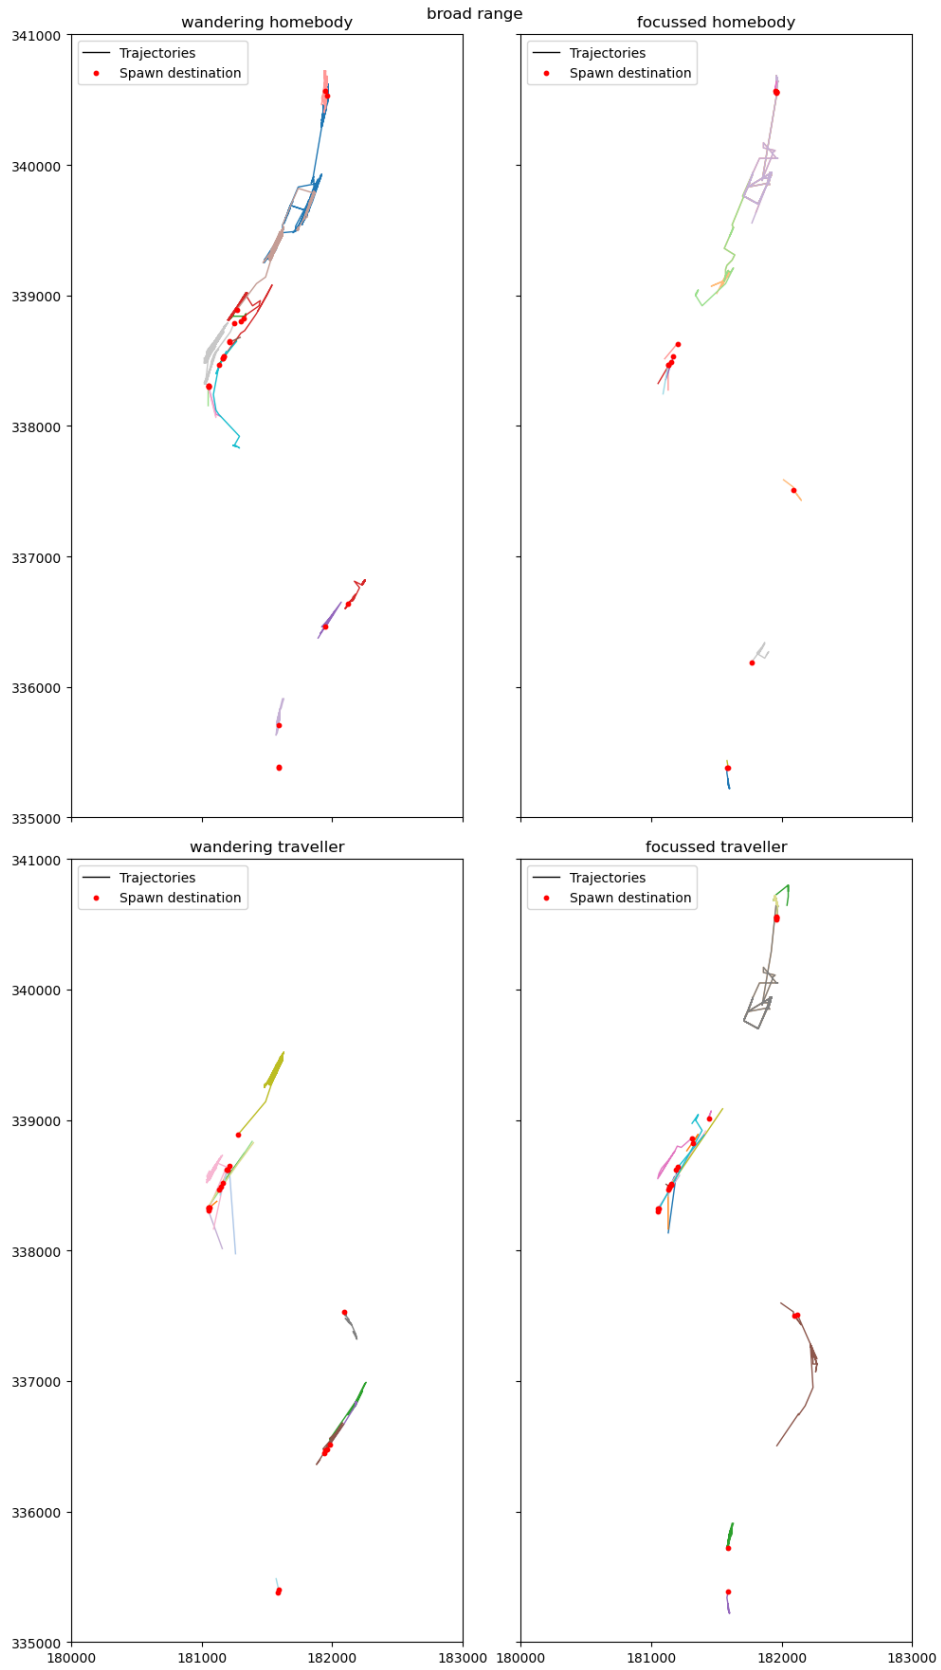 broad range
wandering homebody
focussed homebody
341000
340000
339000
338000
337000
336000
335000
Trajectories
Spawn destination
Trajectories
Spawn destination
wandering traveller
focussed traveller
341000
340000
339000
338000
337000
336000
335000
Trajectories
Spawn destination
Trajectories
Spawn destination
180000 181000 182000 183000 180000 181000 182000 183000